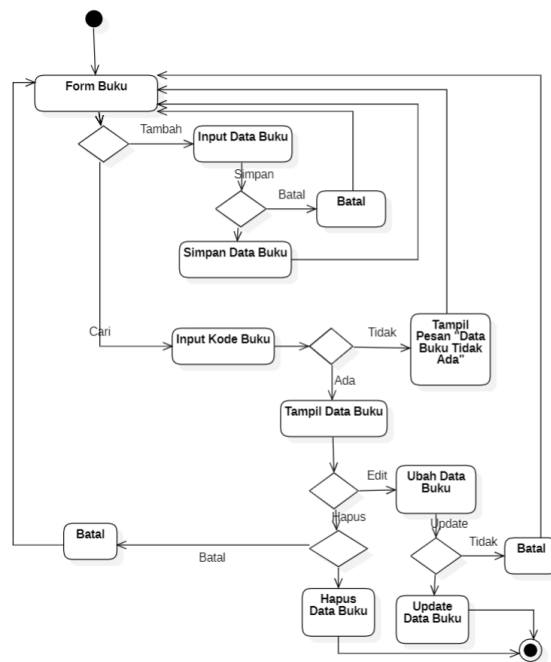 Form Buku
Tambah
Input Data Buku
Simpan
Batal
Batal
Simpan Data Buku
Cari
Input Kode Buku
Tidak
Tampil
Pesan "Data
Buku Tidak
Ada"
Ada
Tampil Data Buku
Edit
Ubah Data
Buku
Hapus
Update
Batal
Batal
Tidak
Batal
Hapus
Data Buku
Update
Data Buku